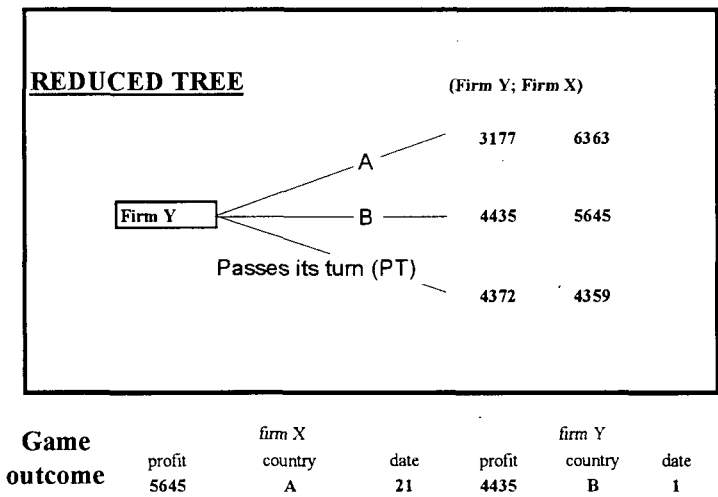 REDUCED TREE (Firm Y; Firm X)
3177 6363
A
Firm Y B 4435 5645
Passes its turn (PT)
4372 4359
Game outcome
firm X firm Y
profit country date profit country date
5645 A 21 4435 B 1